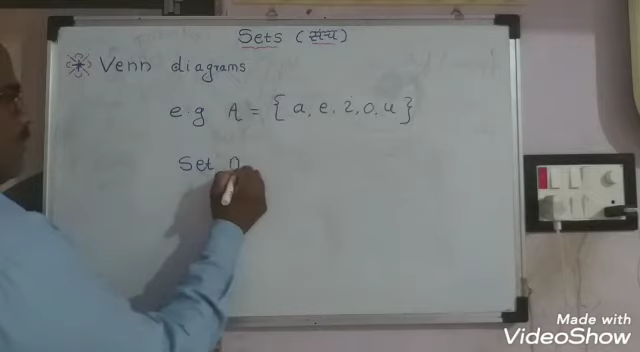 Sets (संच)
Venn diagrams
e.g A = { a, e, i, o, u }
Set
Made with
VideoShow